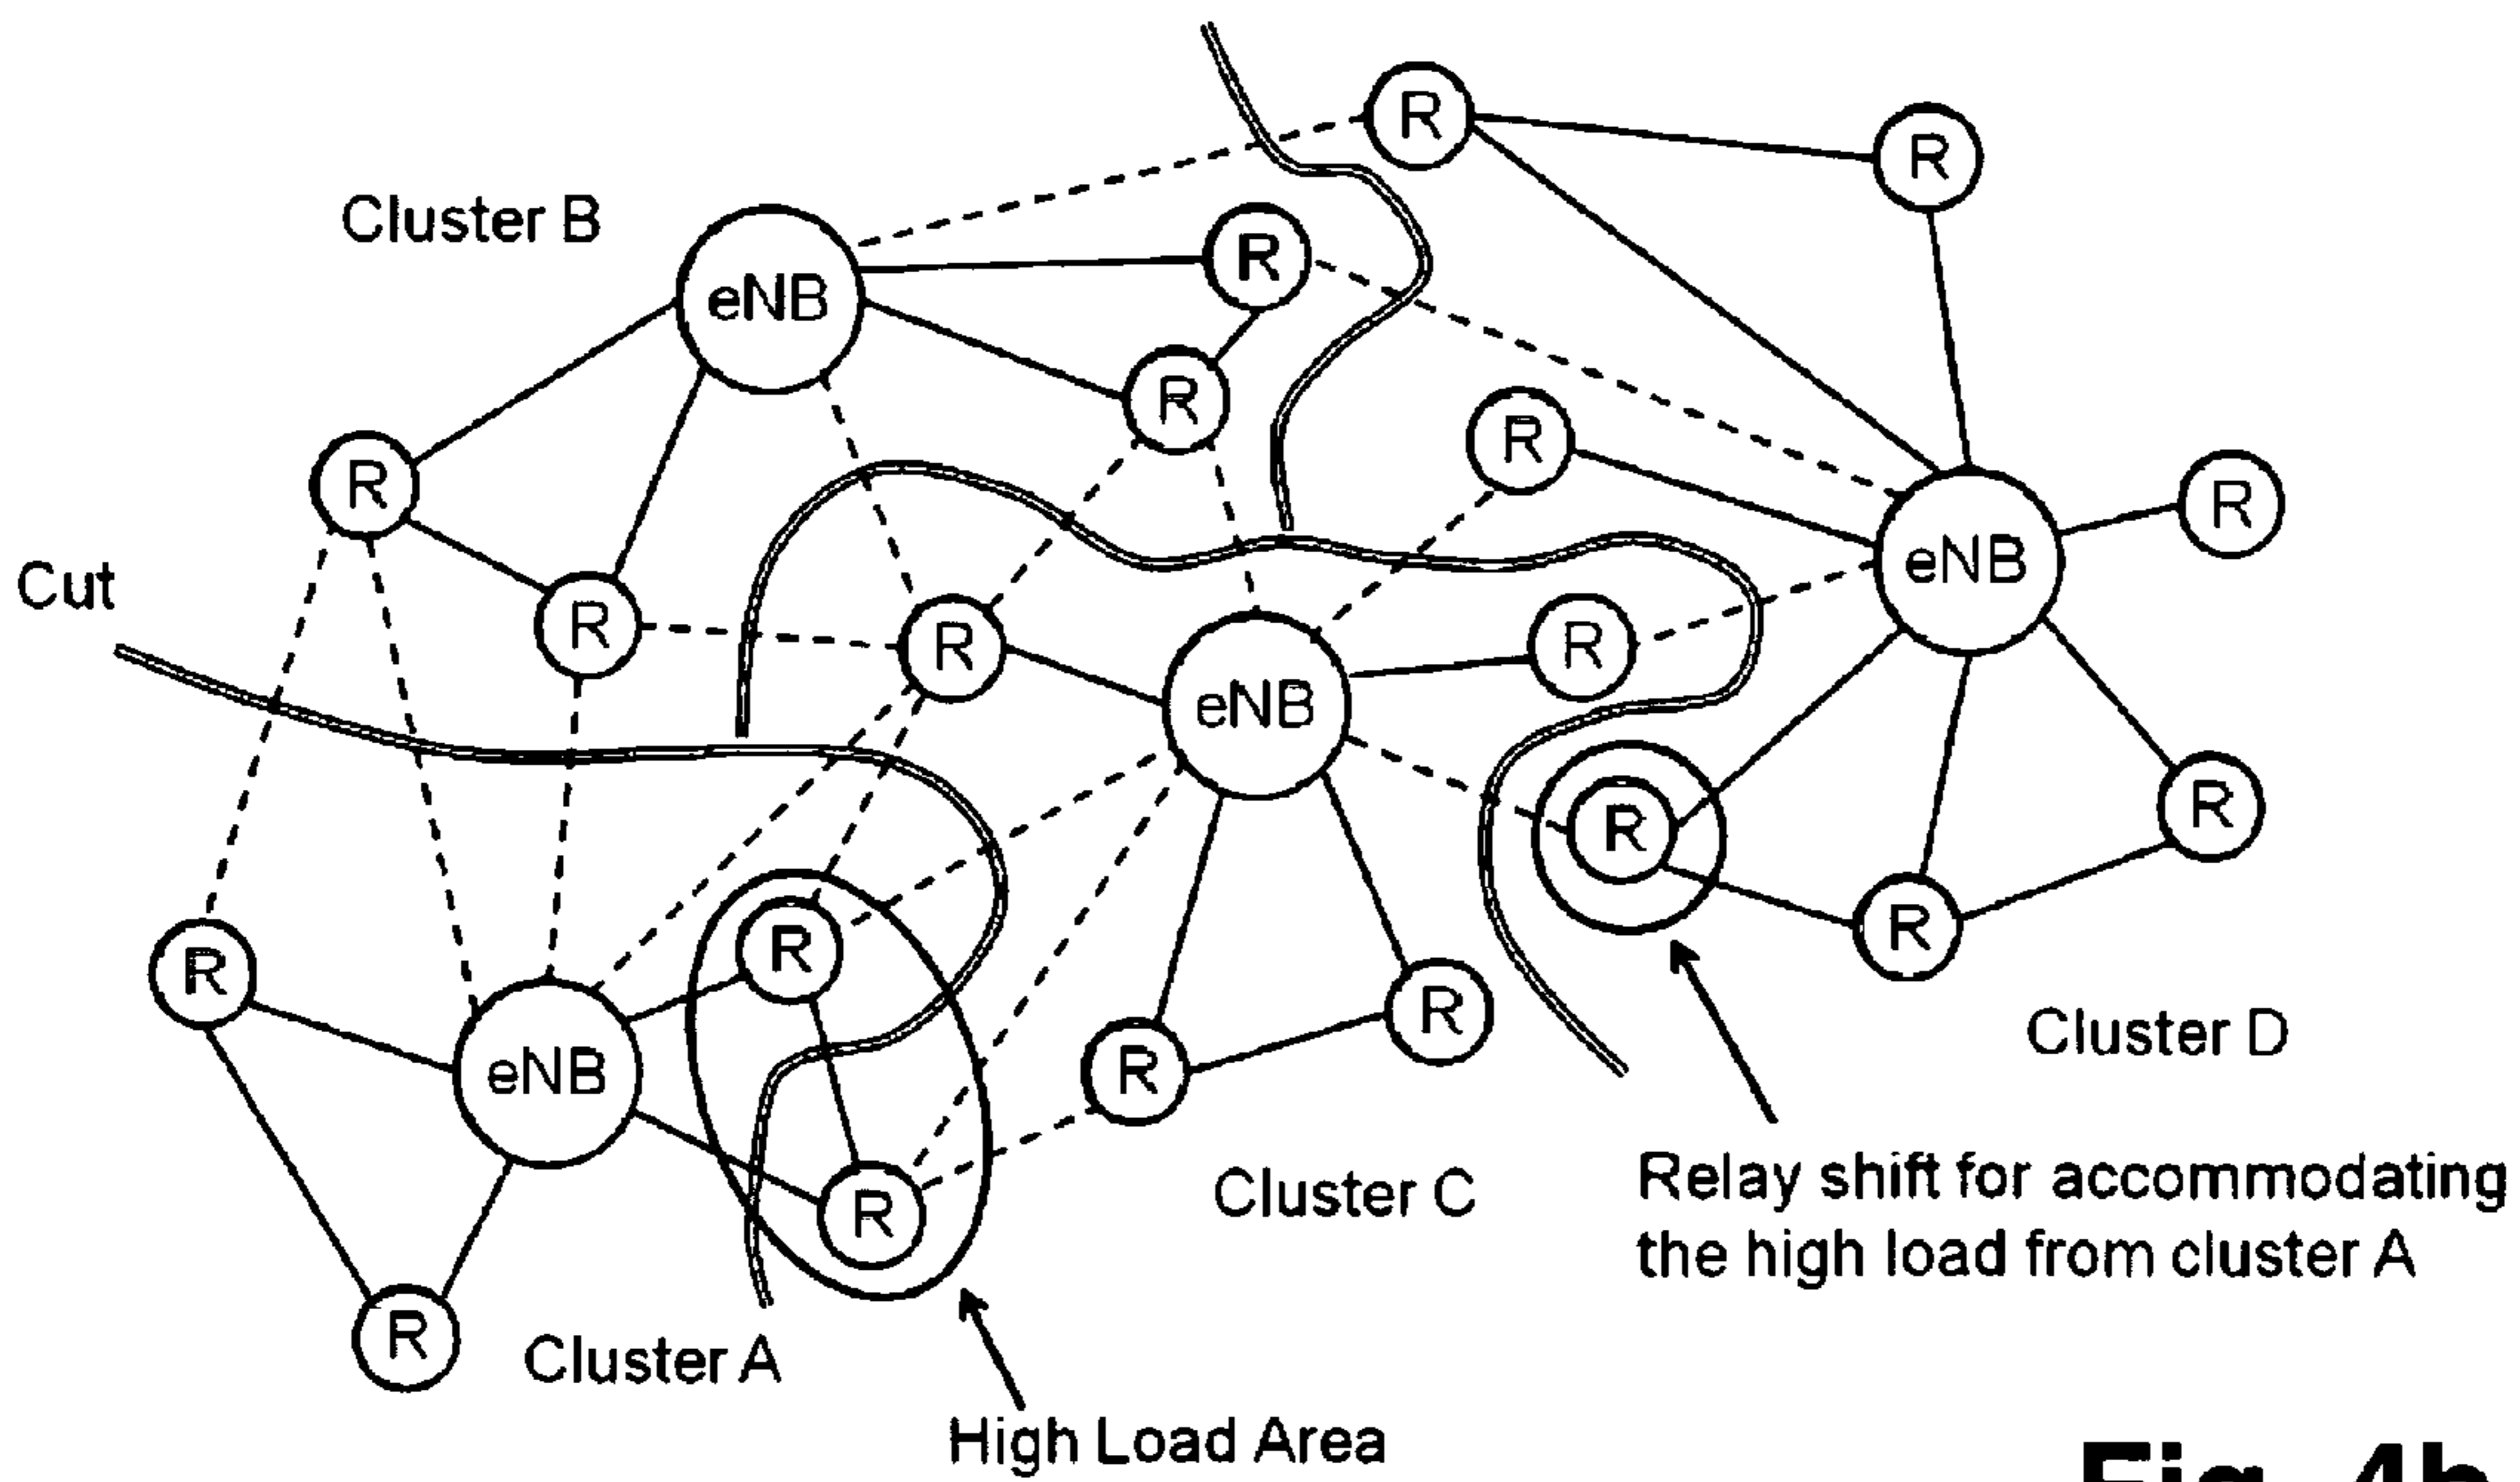 R
R
Cluster B
R
eNB
R
R
R
R
eNB
Cut
R
R
R
eNB
R
R
R
R
R
R
Cluster D
eNB
R
Cluster C
R
Relay shift for accommodating
the high load from cluster A
R
Cluster A
High Load Area
Fig. 4b